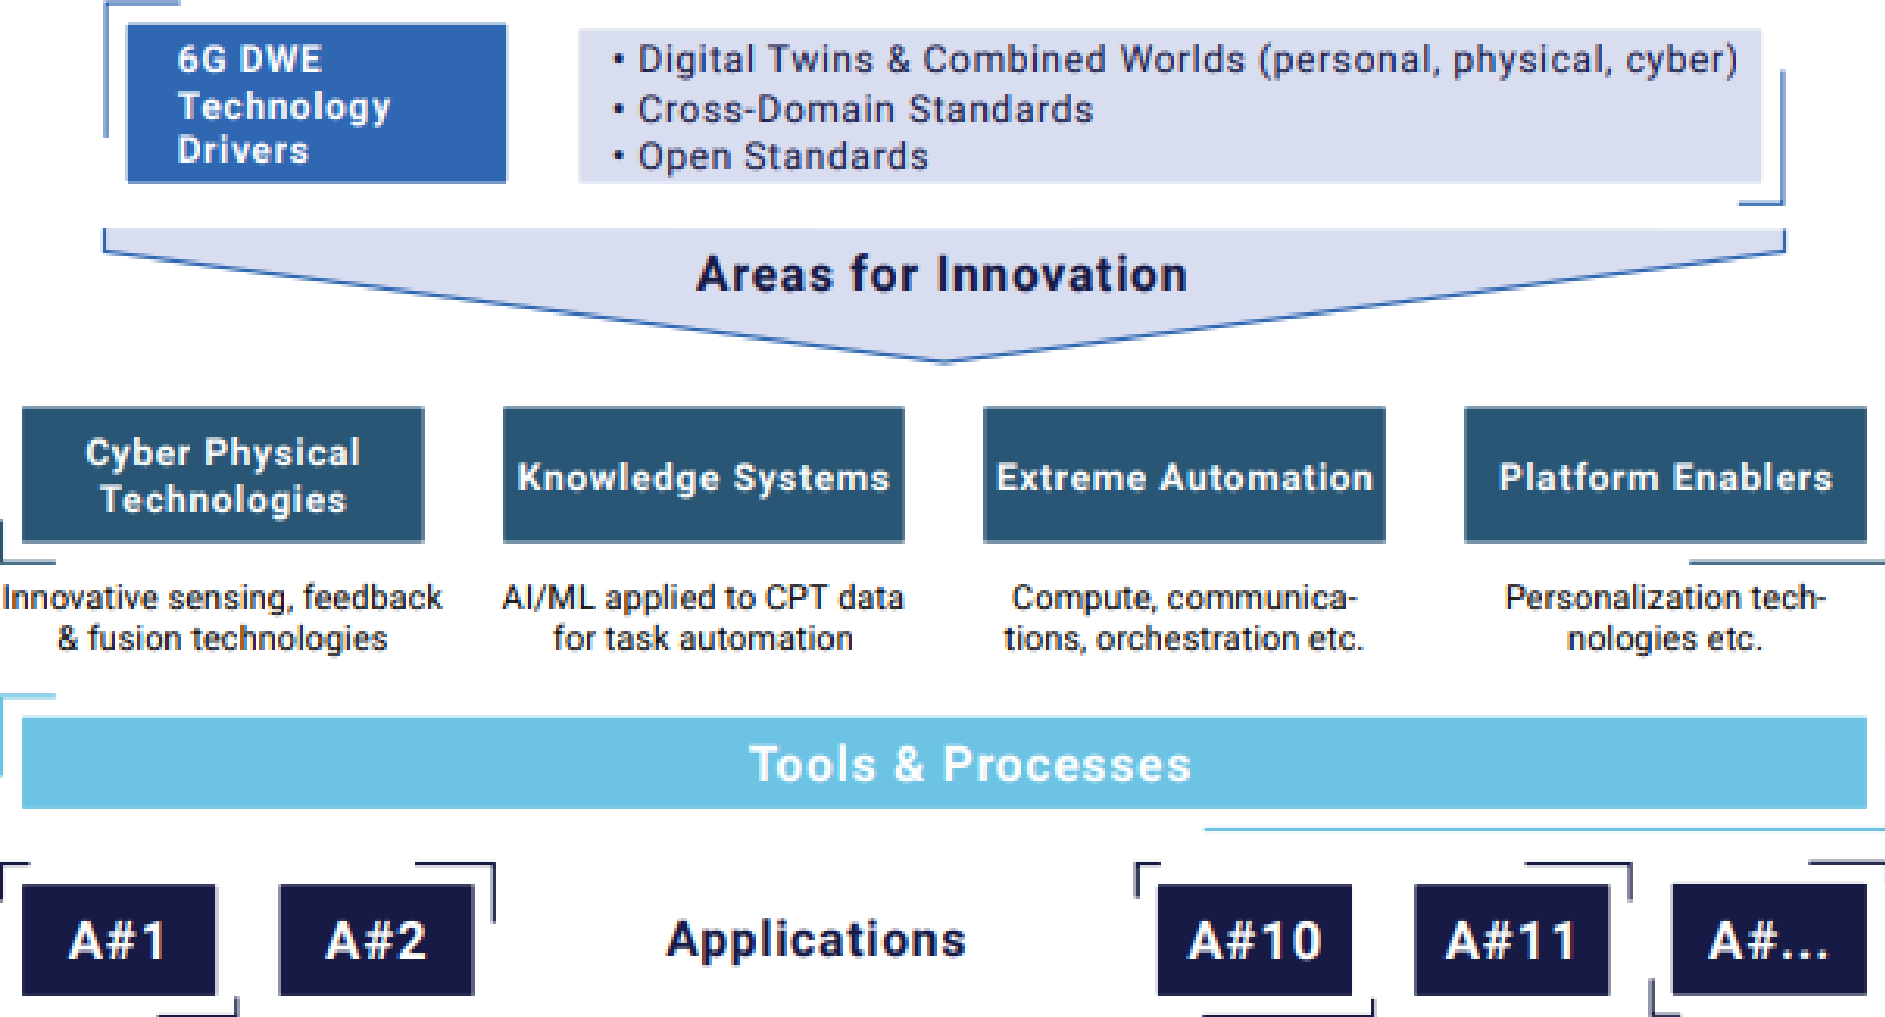 6G DWE
Technology
Drivers
• Digital Twins & Combined Worlds (personal, physical, cyber)
• Cross-Domain Standards
• Open Standards
Areas for Innovation
Cyber Physical
Technologies
Knowledge Systems
Extreme Automation
Platform Enablers
Innovative sensing, feedback
& fusion technologies
AI/ML applied to CPT data
for task automation
Compute, communica-
tions, orchestration etc.
Personalization tech-
nologies etc.
Tools & Processes
A#1
A#2
Applications
A#10
A#11
A#...